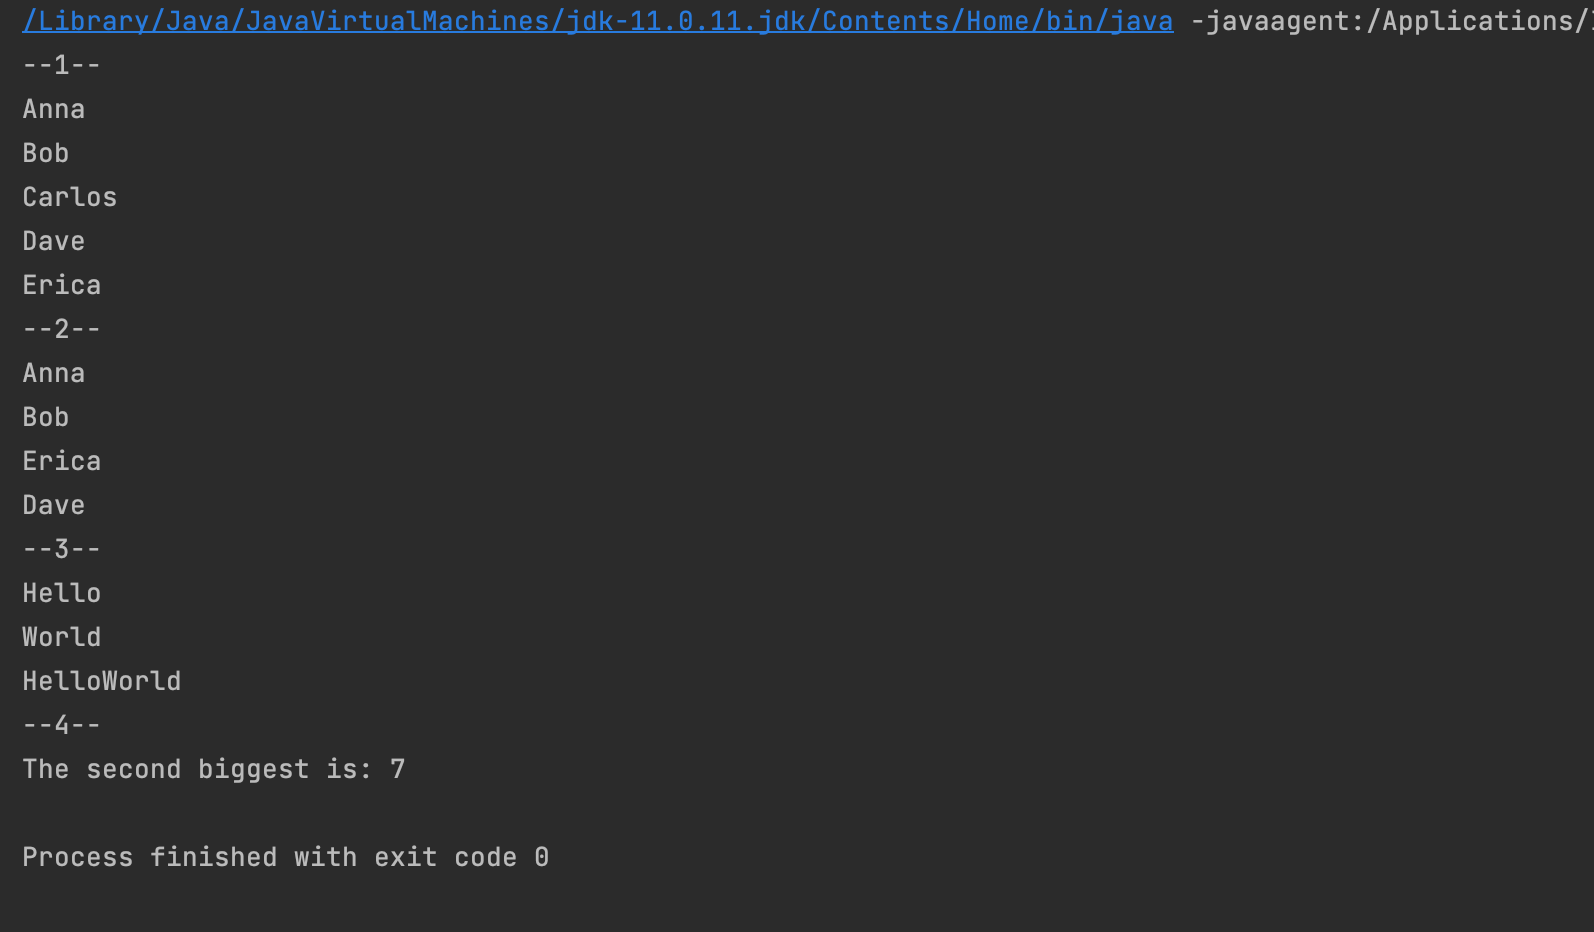 /Library/Java/JavaVirtualMachines/jdk-11.0.11.jdk/Contents/Home/bin/java -javaagent:/Applications/
--1--
Anna
Bob
Carlos
Dave
Erica
--2--
Anna
Bob
Erica
Dave
--3--
Hello
World
HelloWorld
--4--
The second biggest is: 7
Process finished with exit code 0